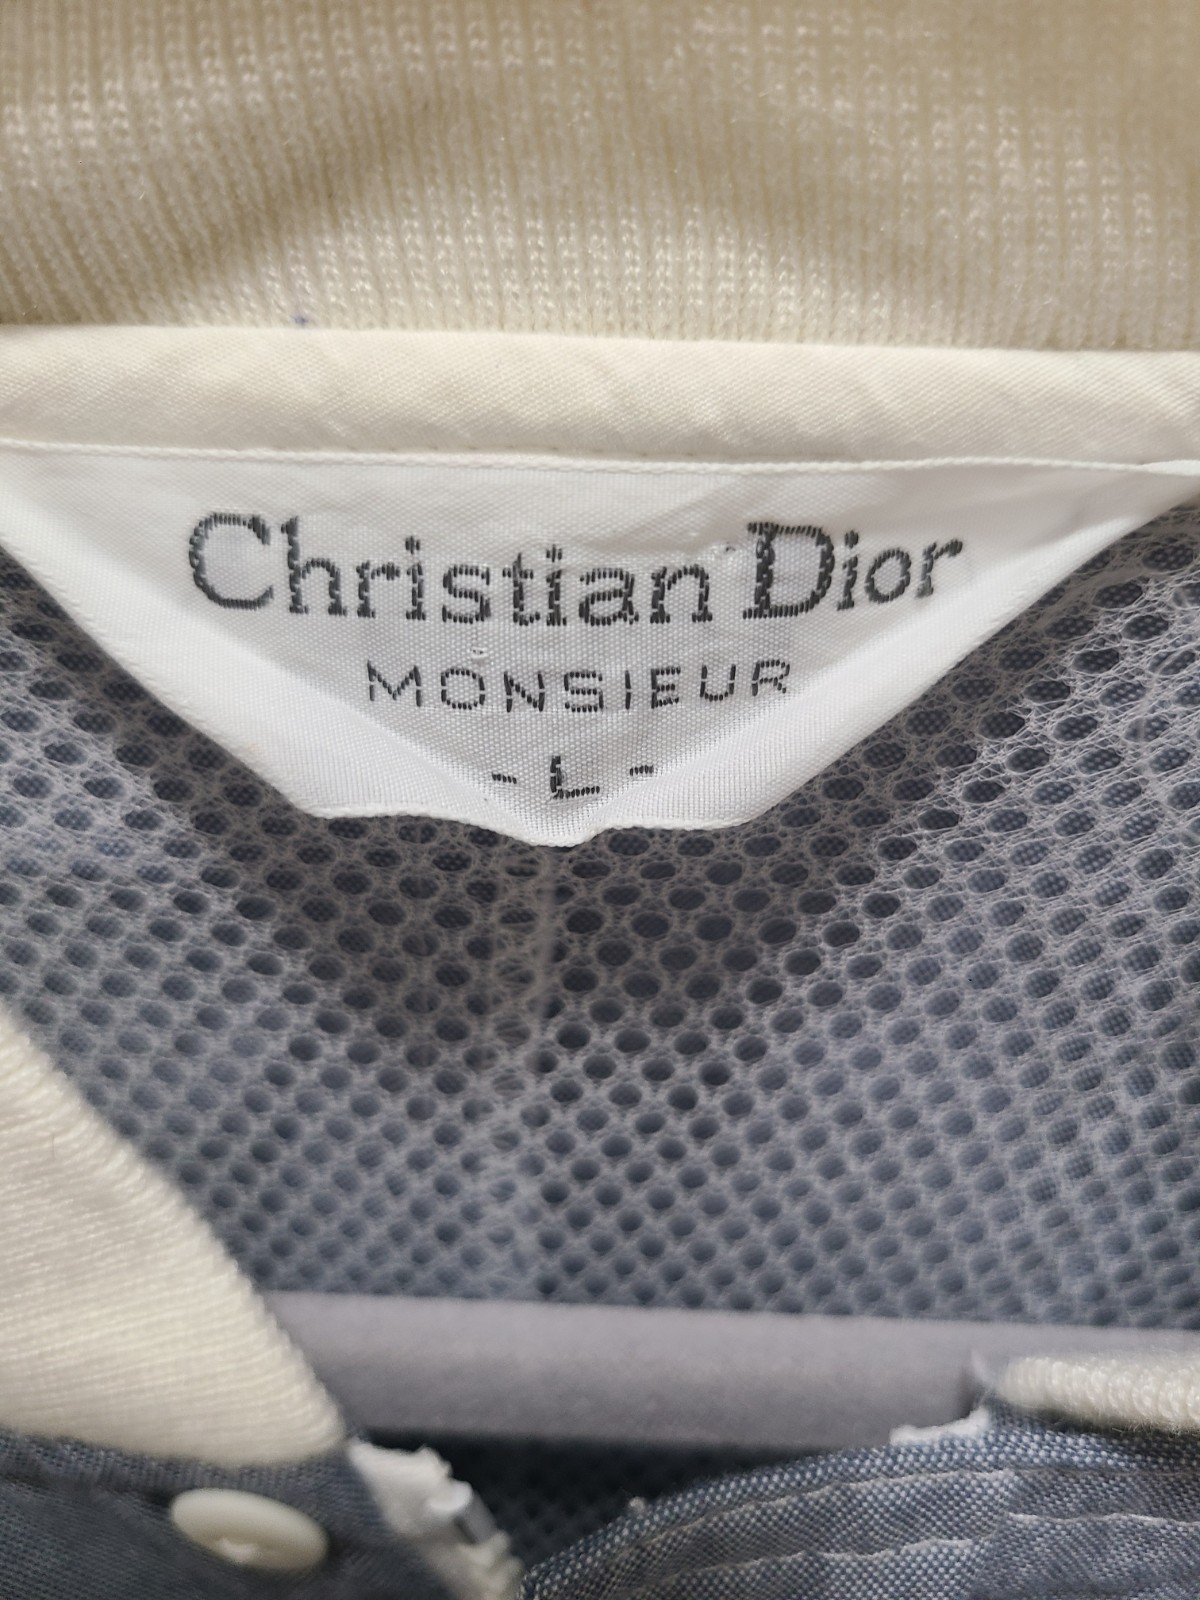 Christian Dior
MONSIEUR
- L -